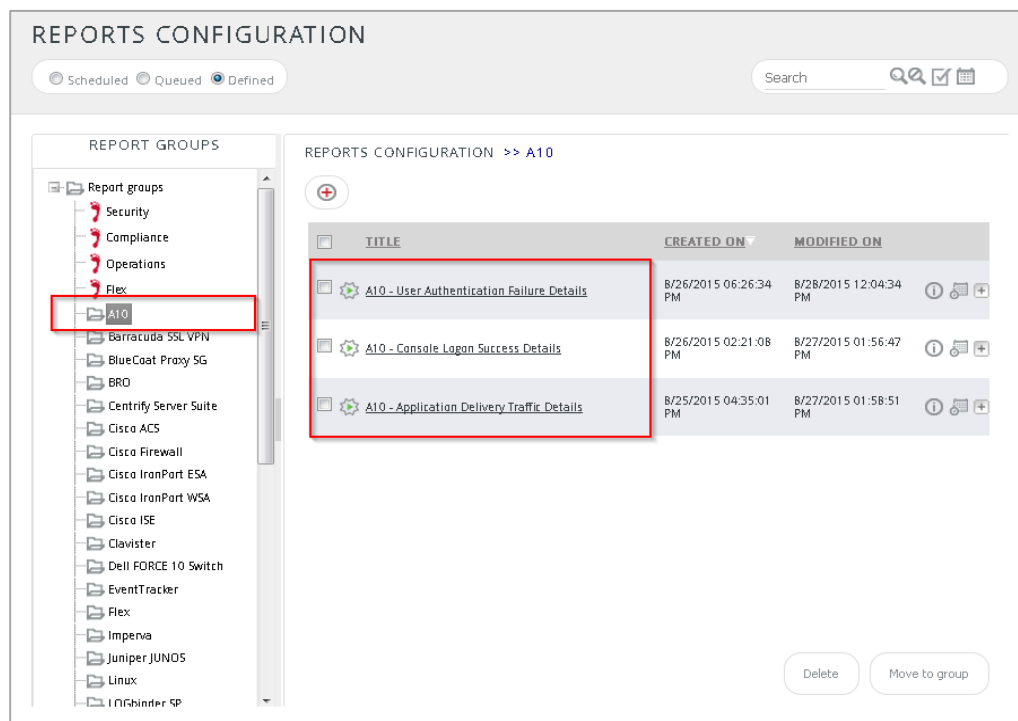 REPORTS CONFIGURATION
Scheduled Queued Defined
Search
REPORT GROUPS
Report groups
Security
Compliance
Operations
Flex
A10
Barracuda SSL VPN
BlueCoat Proxy SG
BRO
Centrify Server Suite
Cisco ACS
Cisco Firewall
Cisco IronPort ESA
Cisco IronPort WSA
Cisco ISE
Clavister
Dell FORCE 10 Switch
EventTracker
Flex
Imperva
Juniper JUNOS
Linux
LOGbinder SP
REPORTS CONFIGURATION >> A10
TITLE CREATED ON MODIFIED ON
A10 - User Authentication Failure Details 8/26/2015 06:26:34 PM 8/28/2015 12:04:34 PM
A10 - Console Logon Success Details 8/26/2015 02:21:08 PM 8/27/2015 01:56:47 PM
A10 - Application Delivery Traffic Details 8/25/2015 04:35:01 PM 8/27/2015 01:58:51 PM
Delete Move to group